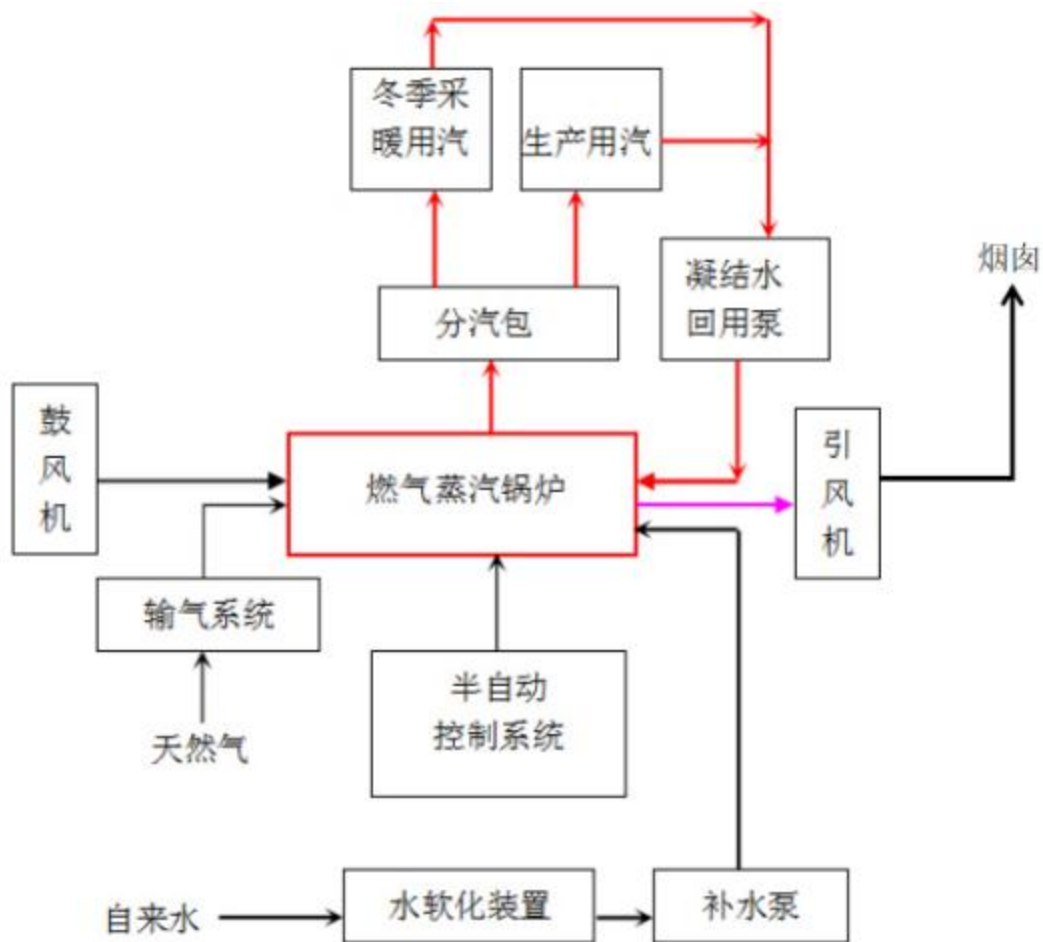 冬季采
暖用汽
生产用汽
凝结水
回用泵
烟囱
分汽包
鼓
风
机
燃气蒸汽锅炉
引
风
机
输气系统
半自动
控制系统
天然气
自来水
水软化装置
补水泵